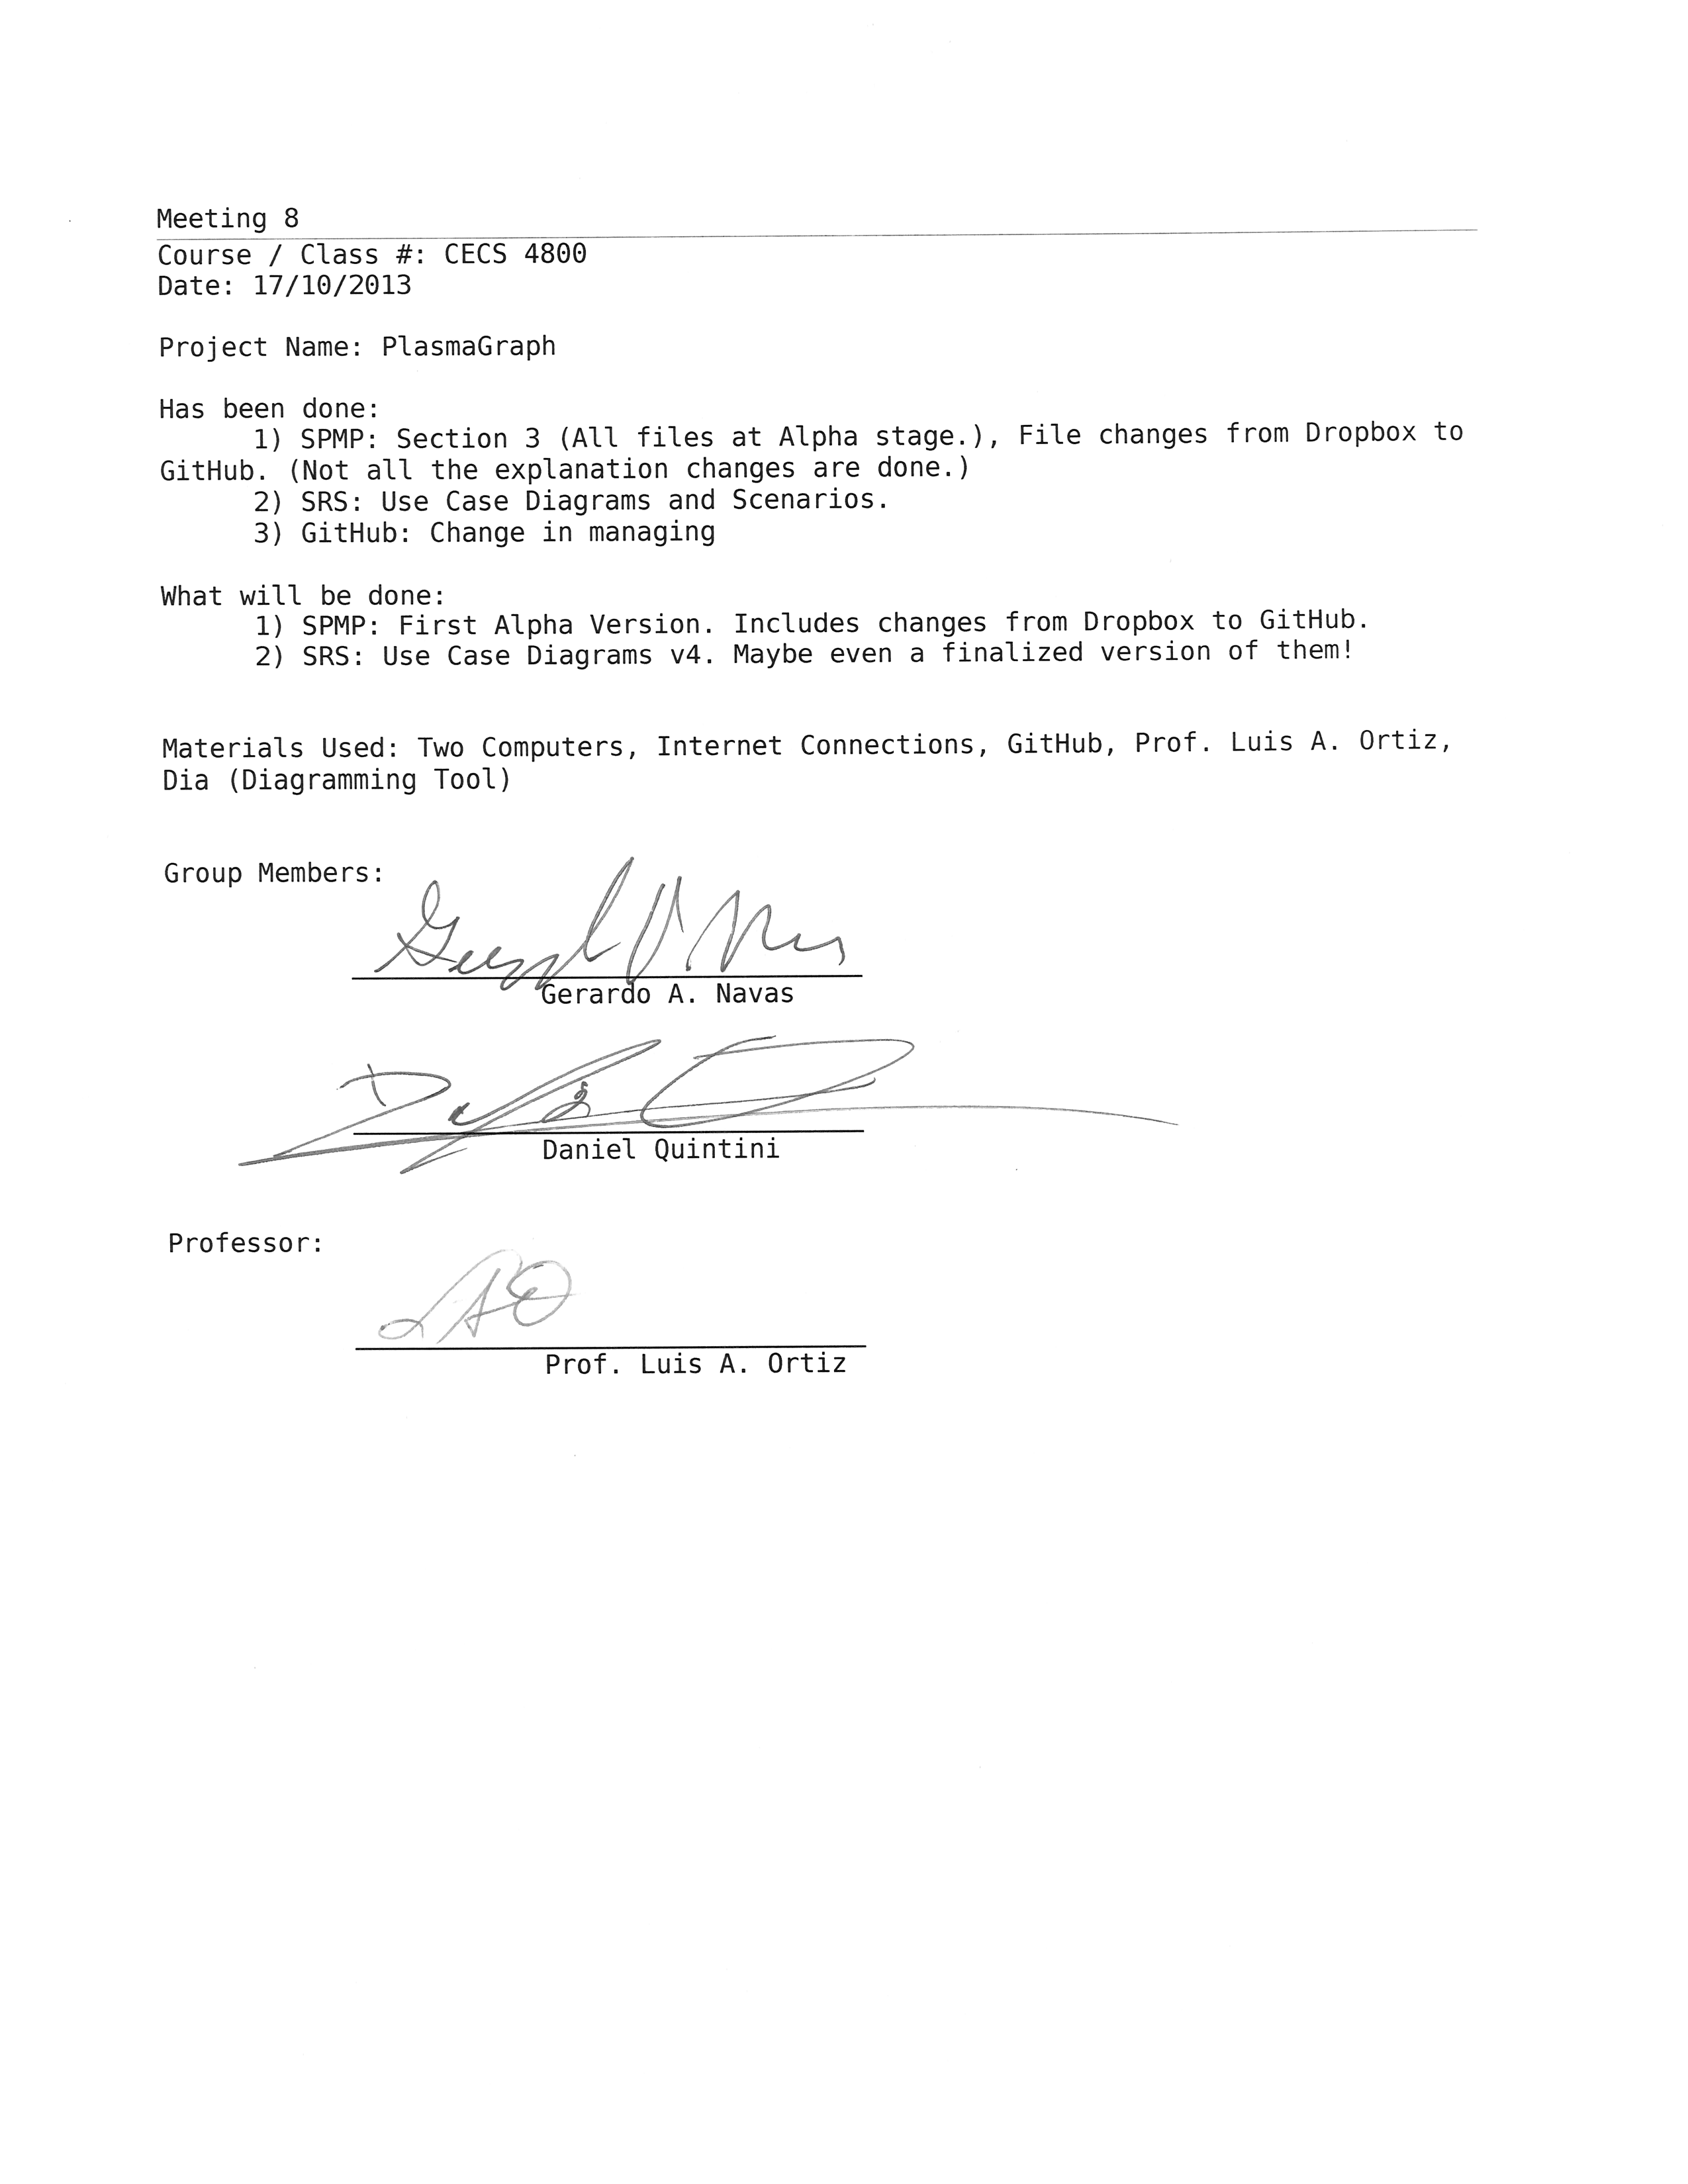 Meeting 8
Course / Class #: CECS 4800
Date: 17/10/2013
Project Name: PlasmaGraph
Has been done:
1) SPMP: Section 3 (All files at Alpha stage.), File changes from Dropbox to
GitHub. (Not all the explanation changes are done.)
2) SRS: Use Case Diagrams and Scenarios.
3) GitHub: Change in managing
What will be done:
1) SPMP: First Alpha Version. Includes changes from Dropbox to GitHub.
2) SRS: Use Case Diagrams v4. Maybe even a finalized version of them!
Materials Used: Two Computers, Internet Connections, GitHub, Prof. Luis A. Ortiz,
Dia (Diagramming Tool)
Group Members:
Gerardo A. Navas
Daniel Quintini
Professor:
LAO
Prof. Luis A. Ortiz